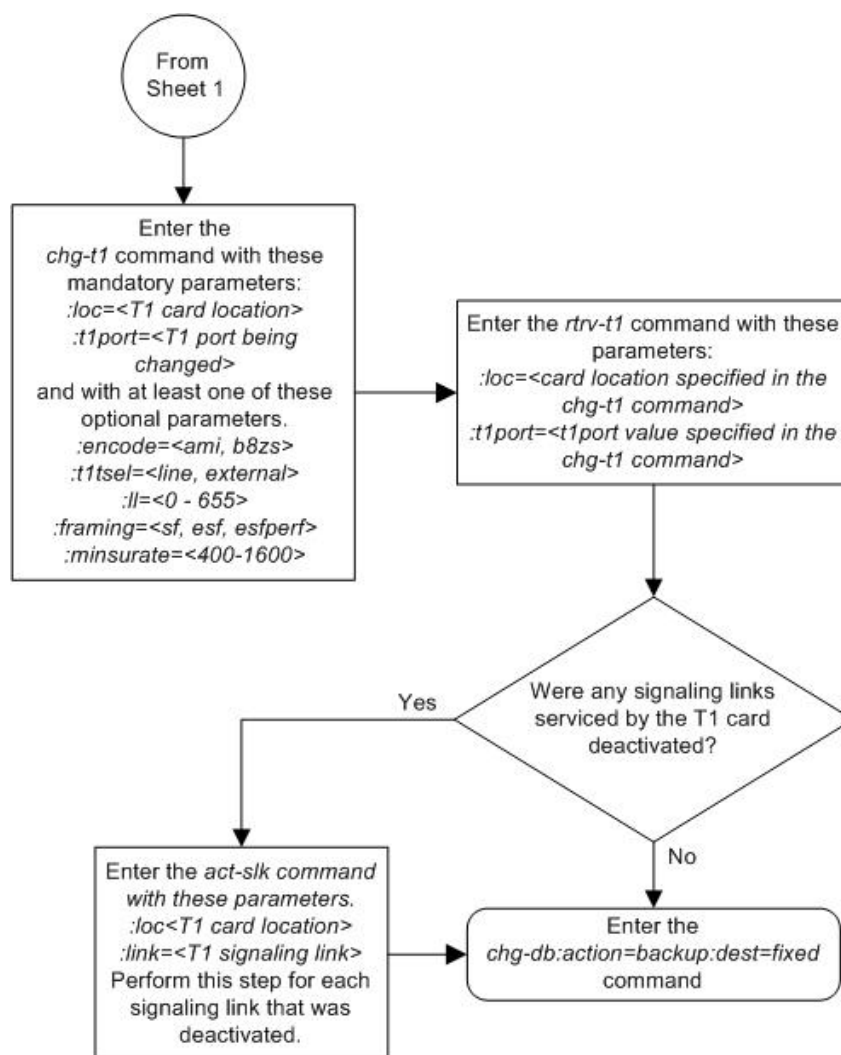 From
Sheet 1
Enter the
chg-t1 command with these
mandatory parameters:
:loc=<T1 card location>
:t1port=<T1 port being
changed>
and with at least one of these
optional parameters.
:encode=<ami, b8zs>
:t1tsel=<line, external>
:ll=<0 - 655>
:framing=<sf, esf, esfperf>
:minsurate=<400-1600>
Enter the rtrv-t1 command with these
parameters:
:loc=<card location specified in the
chg-t1 command>
:t1port=<t1port value specified in the
chg-t1 command>
Were any signaling links
serviced by the T1 card
deactivated?
Yes
No
Enter the act-slk command
with these parameters.
:loc<T1 card location>
:link=<T1 signaling link>
Perform this step for each
signaling link that was
deactivated.
Enter the
chg-db:action=backup:dest=fixed
command